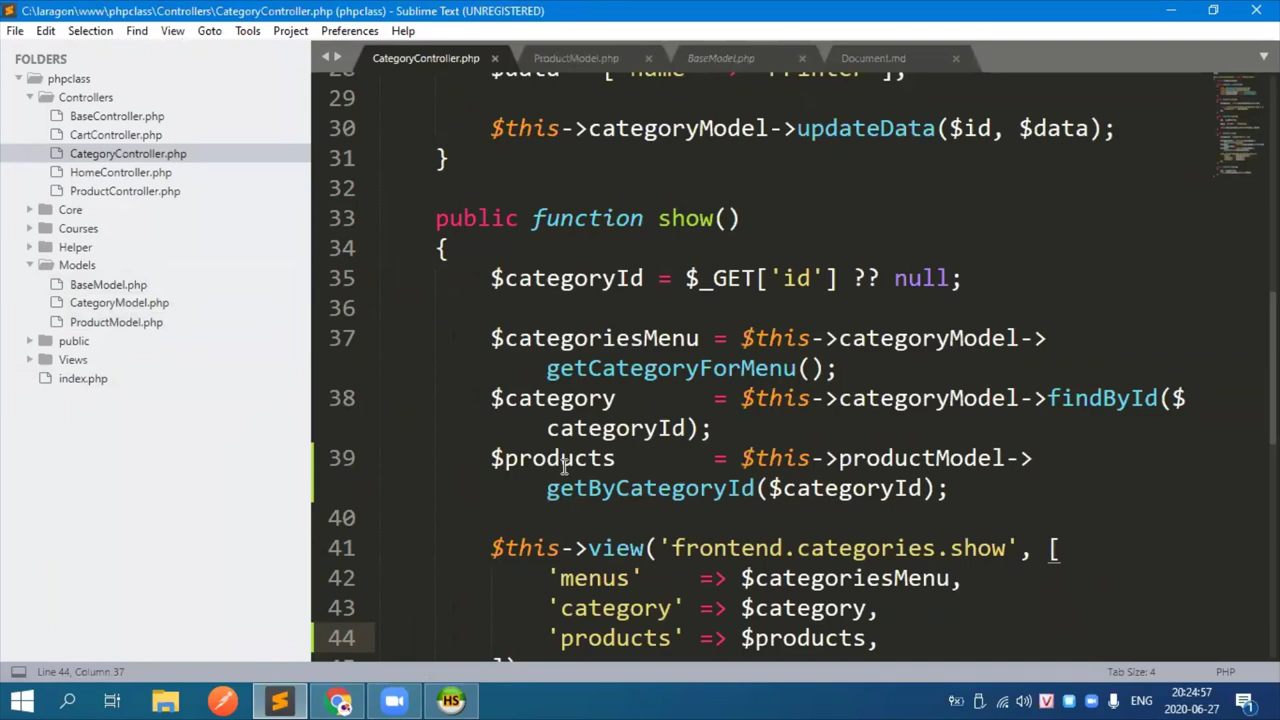 C:\laragon\www\phpclass\Controllers\CategoryController.php (phpclass) - Sublime Text (UNREGISTERED)
File Edit Selection Find View Goto Tools Project Preferences Help
FOLDERS
phpclass
Controllers
BaseController.php
CartController.php
CategoryController.php
HomeController.php
ProductController.php
Core
Courses
Helper
Models
BaseModel.php
CategoryModel.php
ProductModel.php
public
Views
index.php
CategoryController.php ProductModel.php BaseModel.php Document.md
28 $data = ['name' => 'Printer'];
29
30 $this->categoryModel->updateData($id, $data);
31 }
32
33 public function show()
34 {
35 $categoryId = $_GET['id'] ?? null;
36
37 $categoriesMenu = $this->categoryModel->
getCategoryForMenu();
38 $category = $this->categoryModel->findById($
categoryId);
39 $products = $this->productModel->
getByCategoryId($categoryId);
40
41 $this->view('frontend.categories.show', [
42 'menus' => $categoriesMenu,
43 'category' => $category,
44 'products' => $products,
Line 44, Column 37
Tab Size: 4 PHP
HS
V
ENG
20:24:57
2020-06-27
1